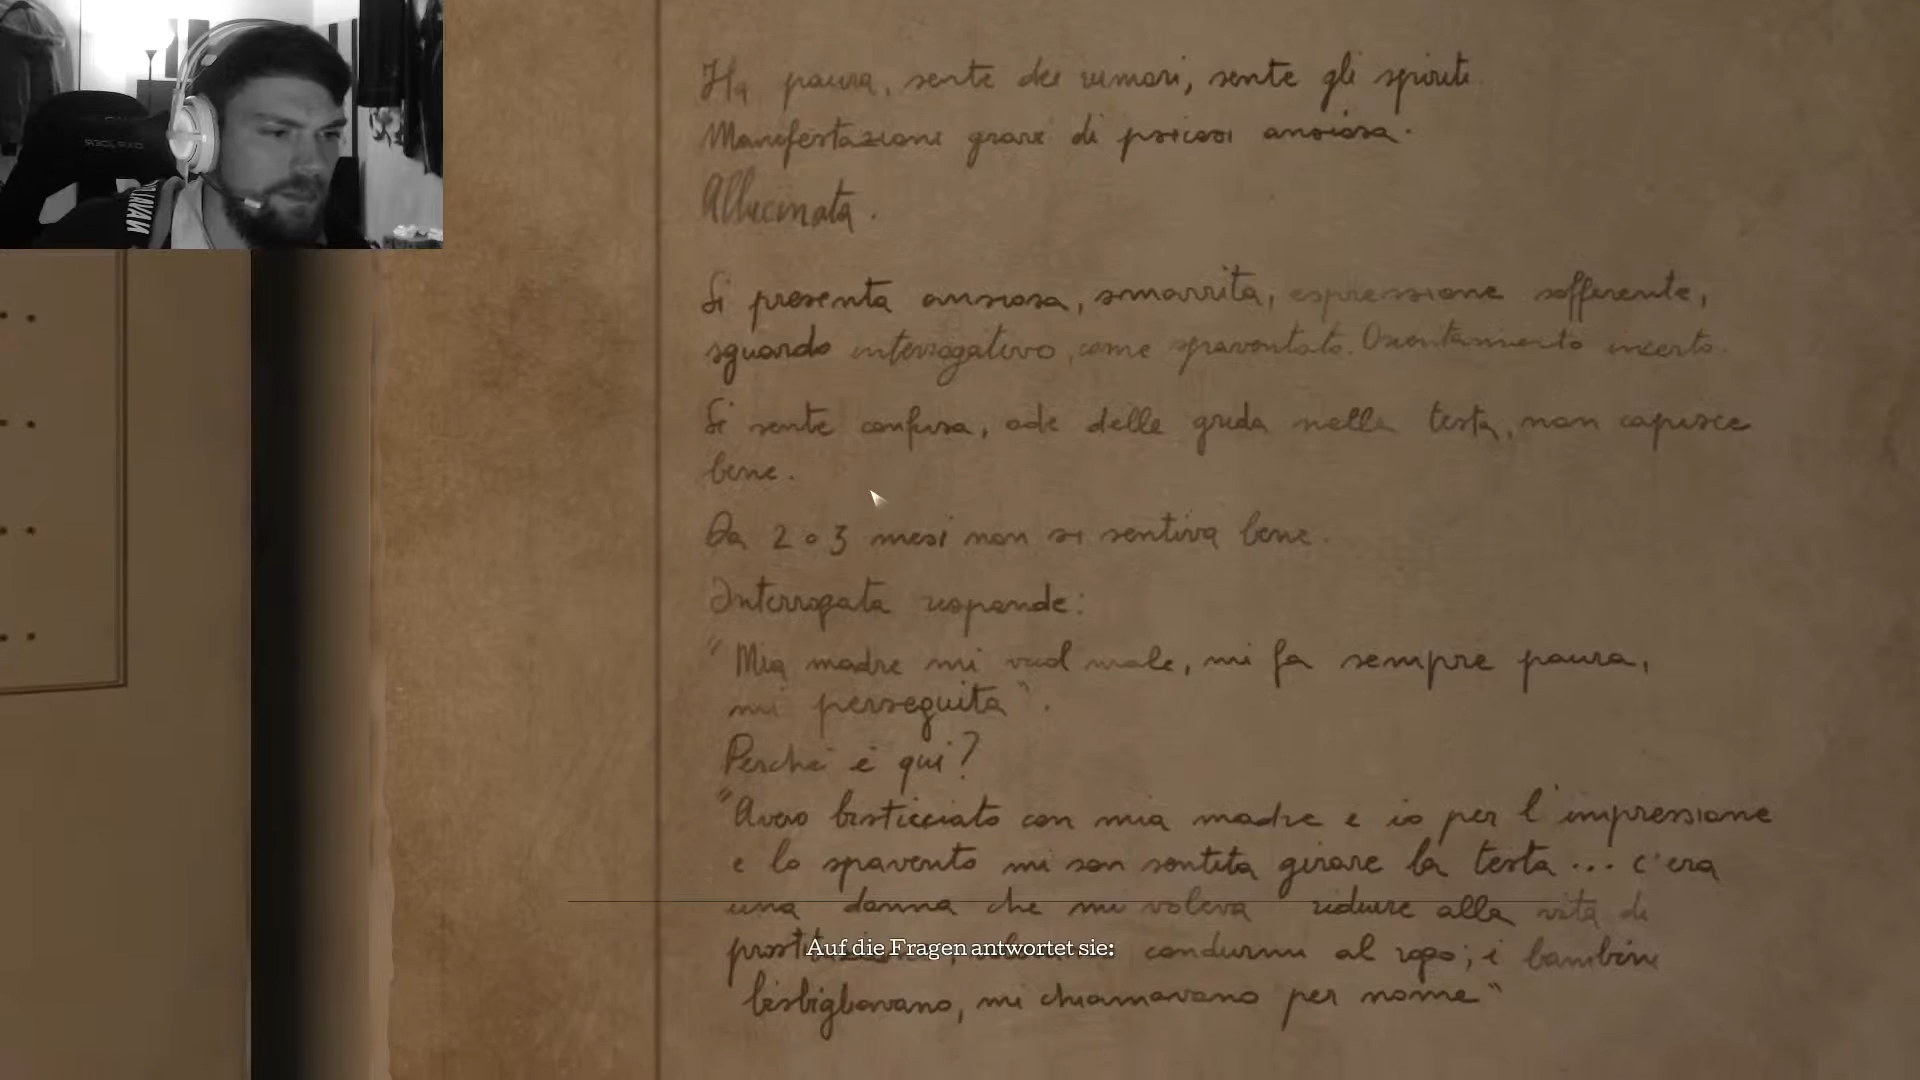 Ha paura, sente dei rumori, sente gli spiriti.
Manifestazioni gravi di psicosi ansiosa.
Allucinata.
Si presenta ansiosa, smarrita, espressione sofferente,
sguardo interrogativo, come spaventato. Orientamento incerto.
Si sente confusa, ode delle grida nella testa, non capisce
bene.
Da 2 o 3 mesi non si sentiva bene.
Interrogata risponde:
"Mia madre mi vuol male, mi fa sempre paura,
mi perseguita".
Perché è qui?
"Avevo bisticciato con mia madre e io per l'impressione
e lo spavento mi son sentita girare la testa... c'era
una donna che mi voleva ridurre alla vita di
condurmi al rogo; i bambini
bisbigliavano, mi chiamavano per nome"
Auf die Fragen antwortet sie: